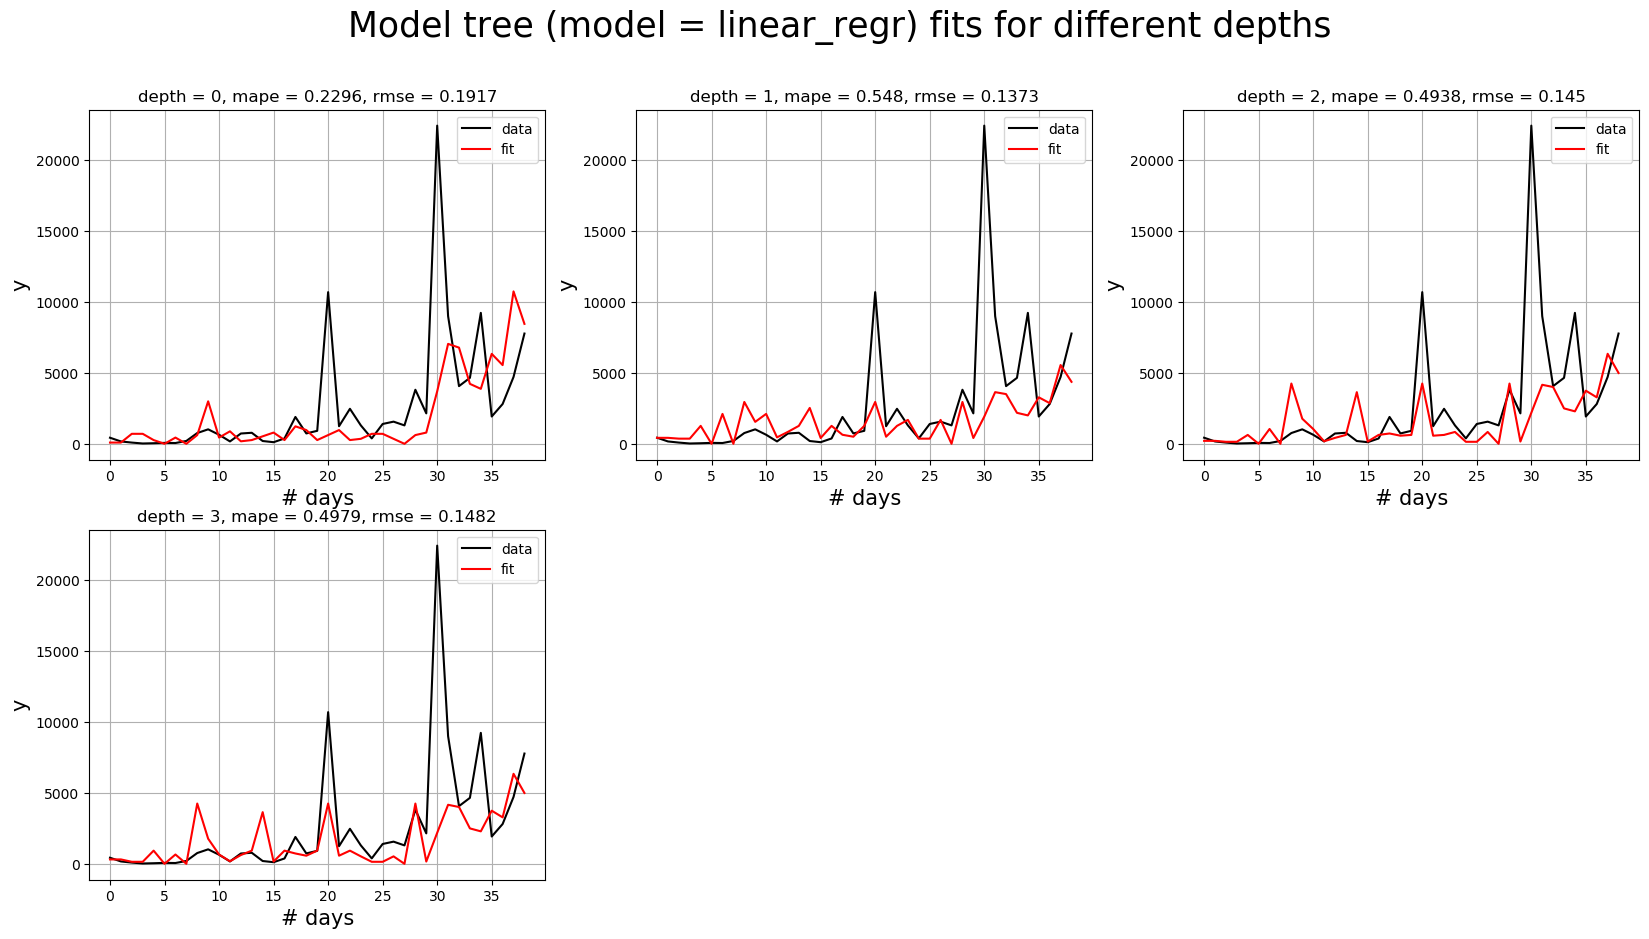 Model tree (model = linear_regr) fits for different depths
depth = 0, mape = 0.2296, rmse = 0.1917
data
fit
20000
15000
10000
5000
0
y
0 5 10 15 20 25 30 35
# days
depth = 1, mape = 0.548, rmse = 0.1373
data
fit
20000
15000
10000
5000
0
y
0 5 10 15 20 25 30 35
# days
depth = 2, mape = 0.4938, rmse = 0.145
data
fit
20000
15000
10000
5000
0
y
0 5 10 15 20 25 30 35
# days
depth = 3, mape = 0.4979, rmse = 0.1482
data
fit
20000
15000
10000
5000
0
y
0 5 10 15 20 25 30 35
# days